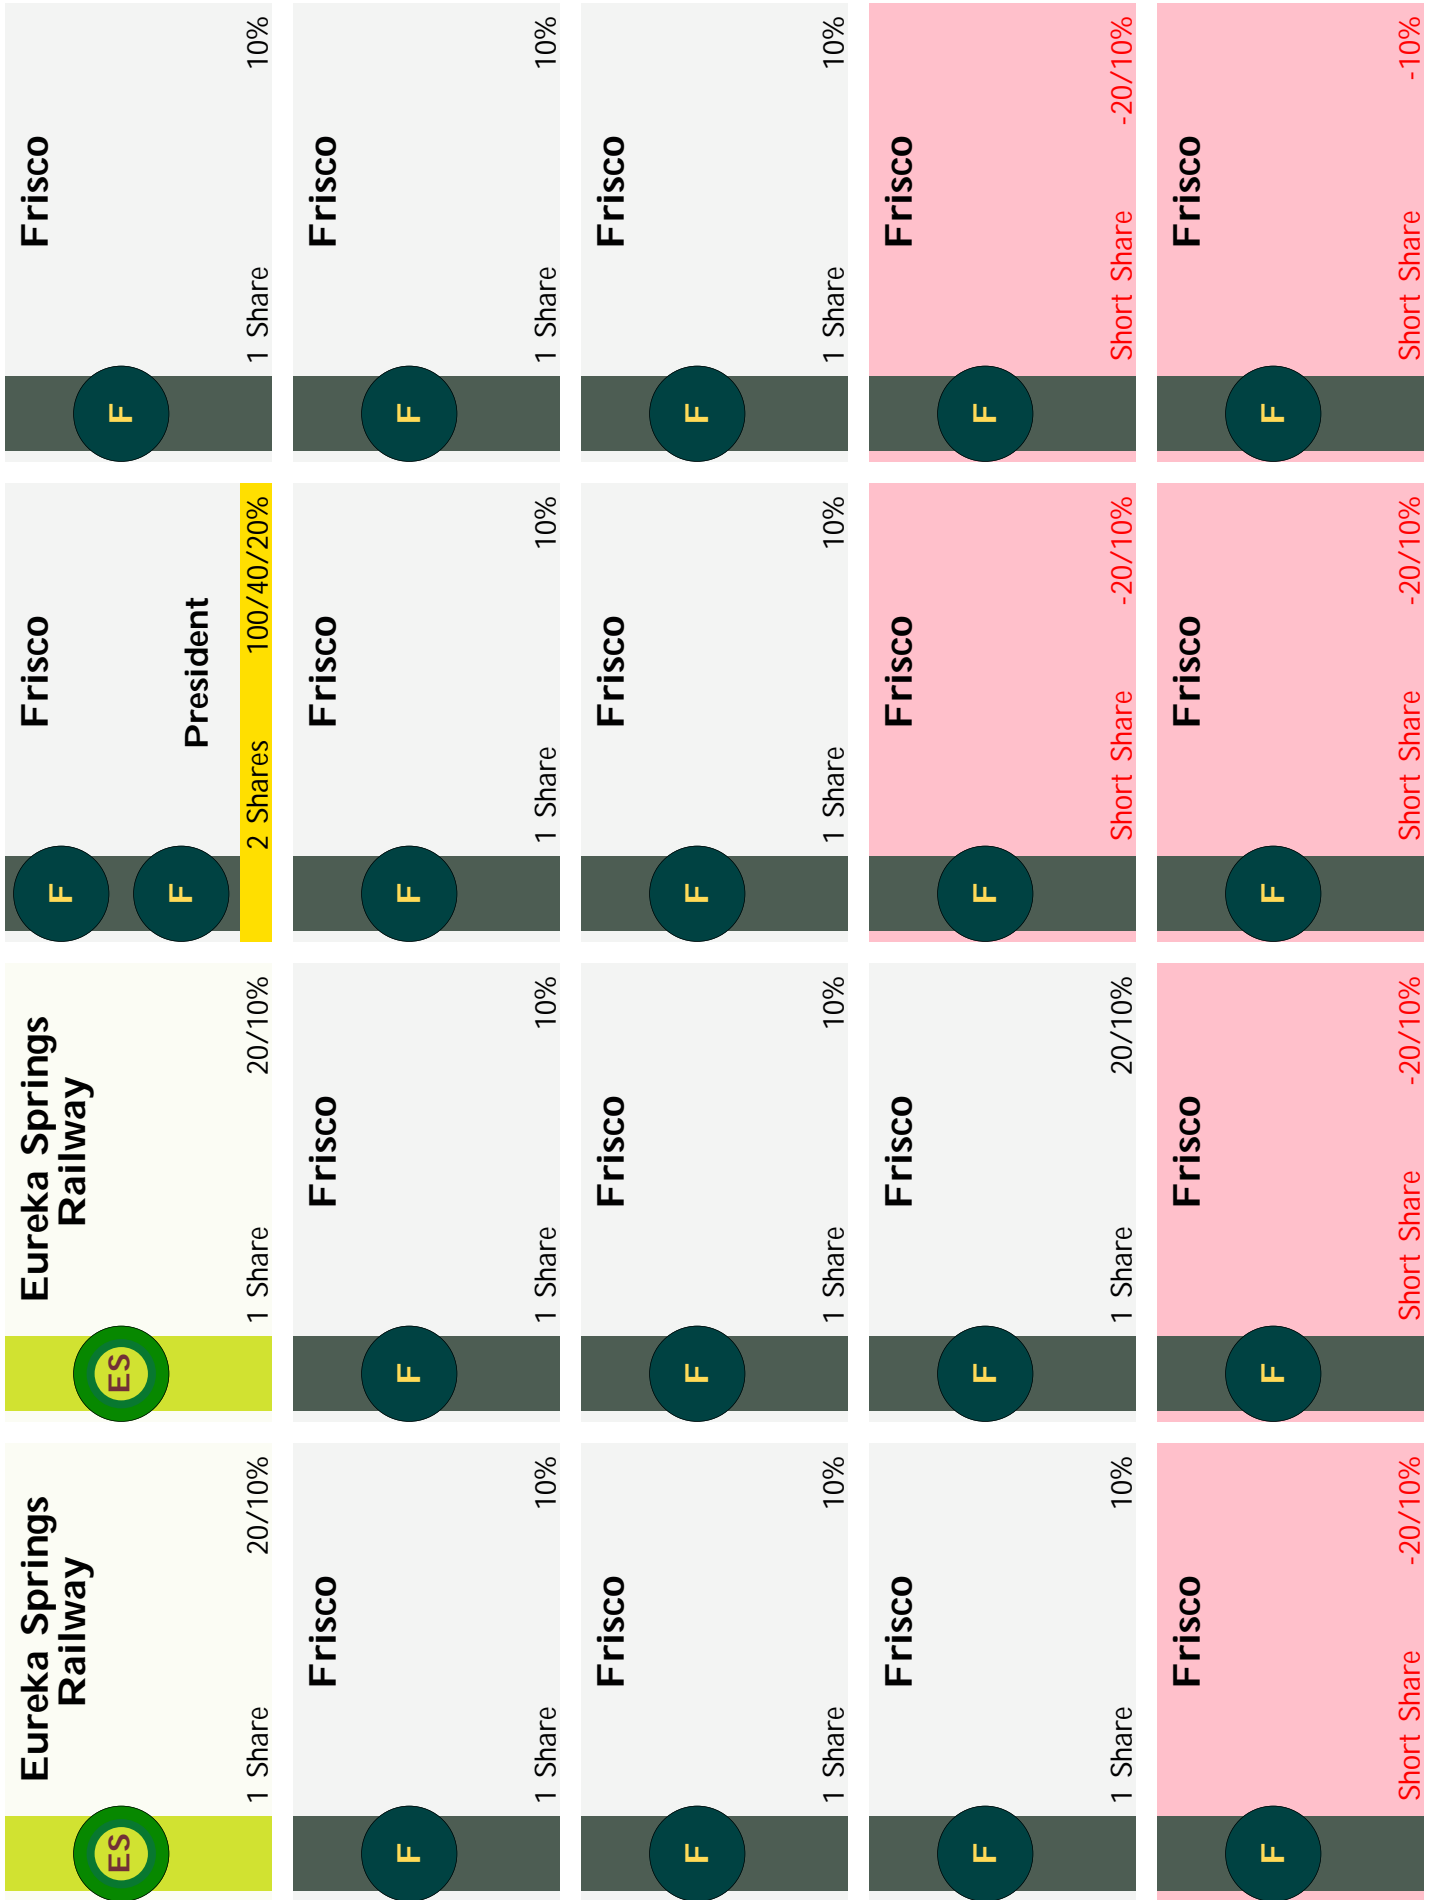 Frisco
1 Share 10%
F
Frisco
1 Share 10%
F
Frisco
1 Share 10%
F
Frisco
Short Share -20/10%
F
Frisco
Short Share -10%
F
Frisco
President
2 Shares 100/40/20%
F F
Frisco
1 Share 10%
F
Frisco
1 Share 10%
F
Frisco
Short Share -20/10%
F
Frisco
Short Share -20/10%
F
Eureka Springs
Railway
1 Share 20/10%
ES
Frisco
1 Share 10%
F
Frisco
1 Share 10%
F
Frisco
1 Share 20/10%
F
Frisco
Short Share -20/10%
F
Eureka Springs
Railway
1 Share 20/10%
ES
Frisco
1 Share 10%
F
Frisco
1 Share 10%
F
Frisco
1 Share 10%
F
Frisco
Short Share -20/10%
F